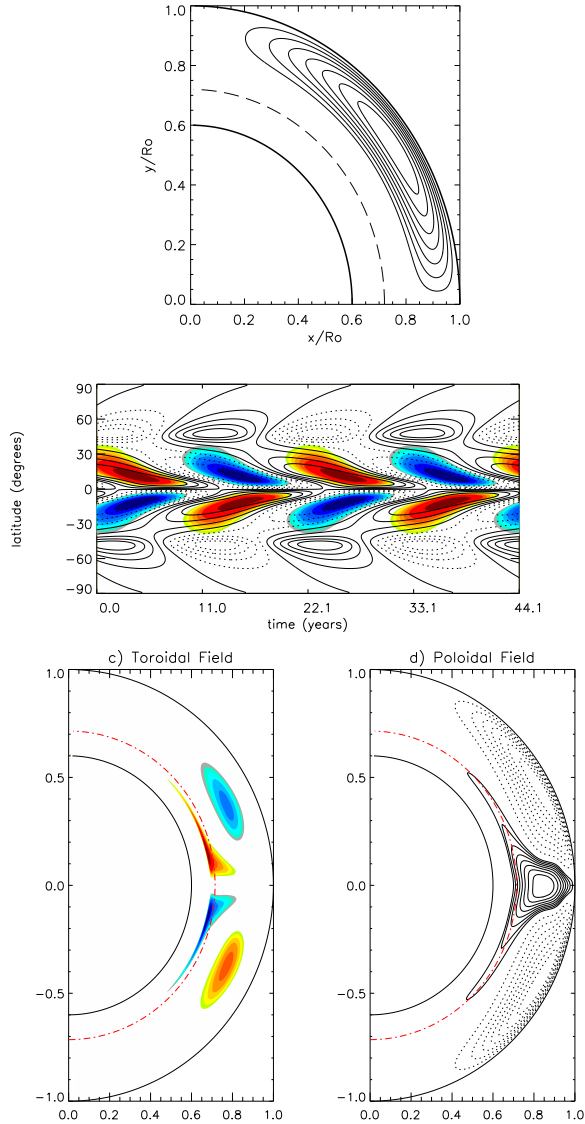 1.0
0.8
0.6
0.4
0.2
0.0
y/Ro
0.0 0.2 0.4 0.6 0.8 1.0
x/Ro
90
60
30
0
-30
-60
-90
latitude (degrees)
0.0 11.0 22.1 33.1 44.1
time (years)
c) Toroidal Field
1.0
0.5
0.0
-0.5
-1.0
0.0 0.2 0.4 0.6 0.8 1.0
d) Poloidal Field
1.0
0.5
0.0
-0.5
-1.0
0.0 0.2 0.4 0.6 0.8 1.0